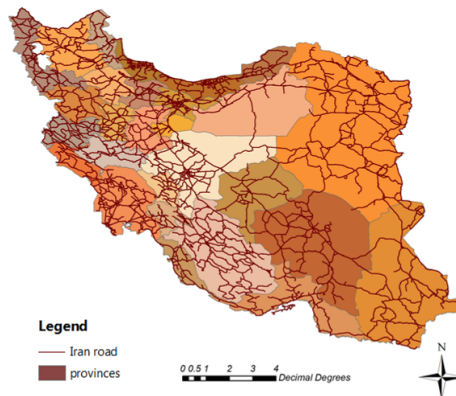 Legend
Iran road
provinces
0 0.5 1 2 3 4
Decimal Degrees
N